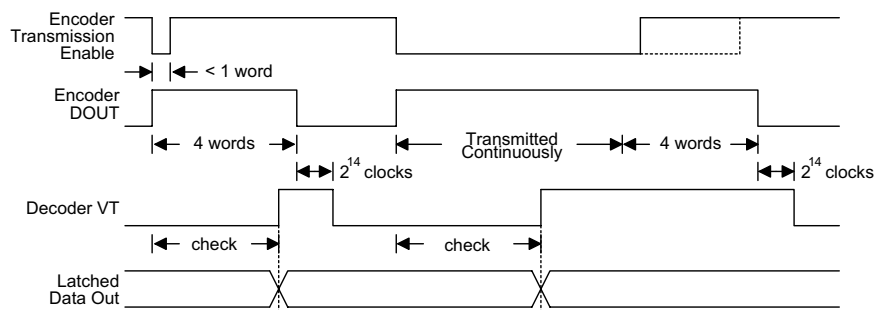 Encoder
Transmission
Enable
< 1 word
Encoder
DOUT
4 words
Transmitted
Continuously
4 words
2^14 clocks
2^14 clocks
Decoder VT
check
check
Latched
Data Out